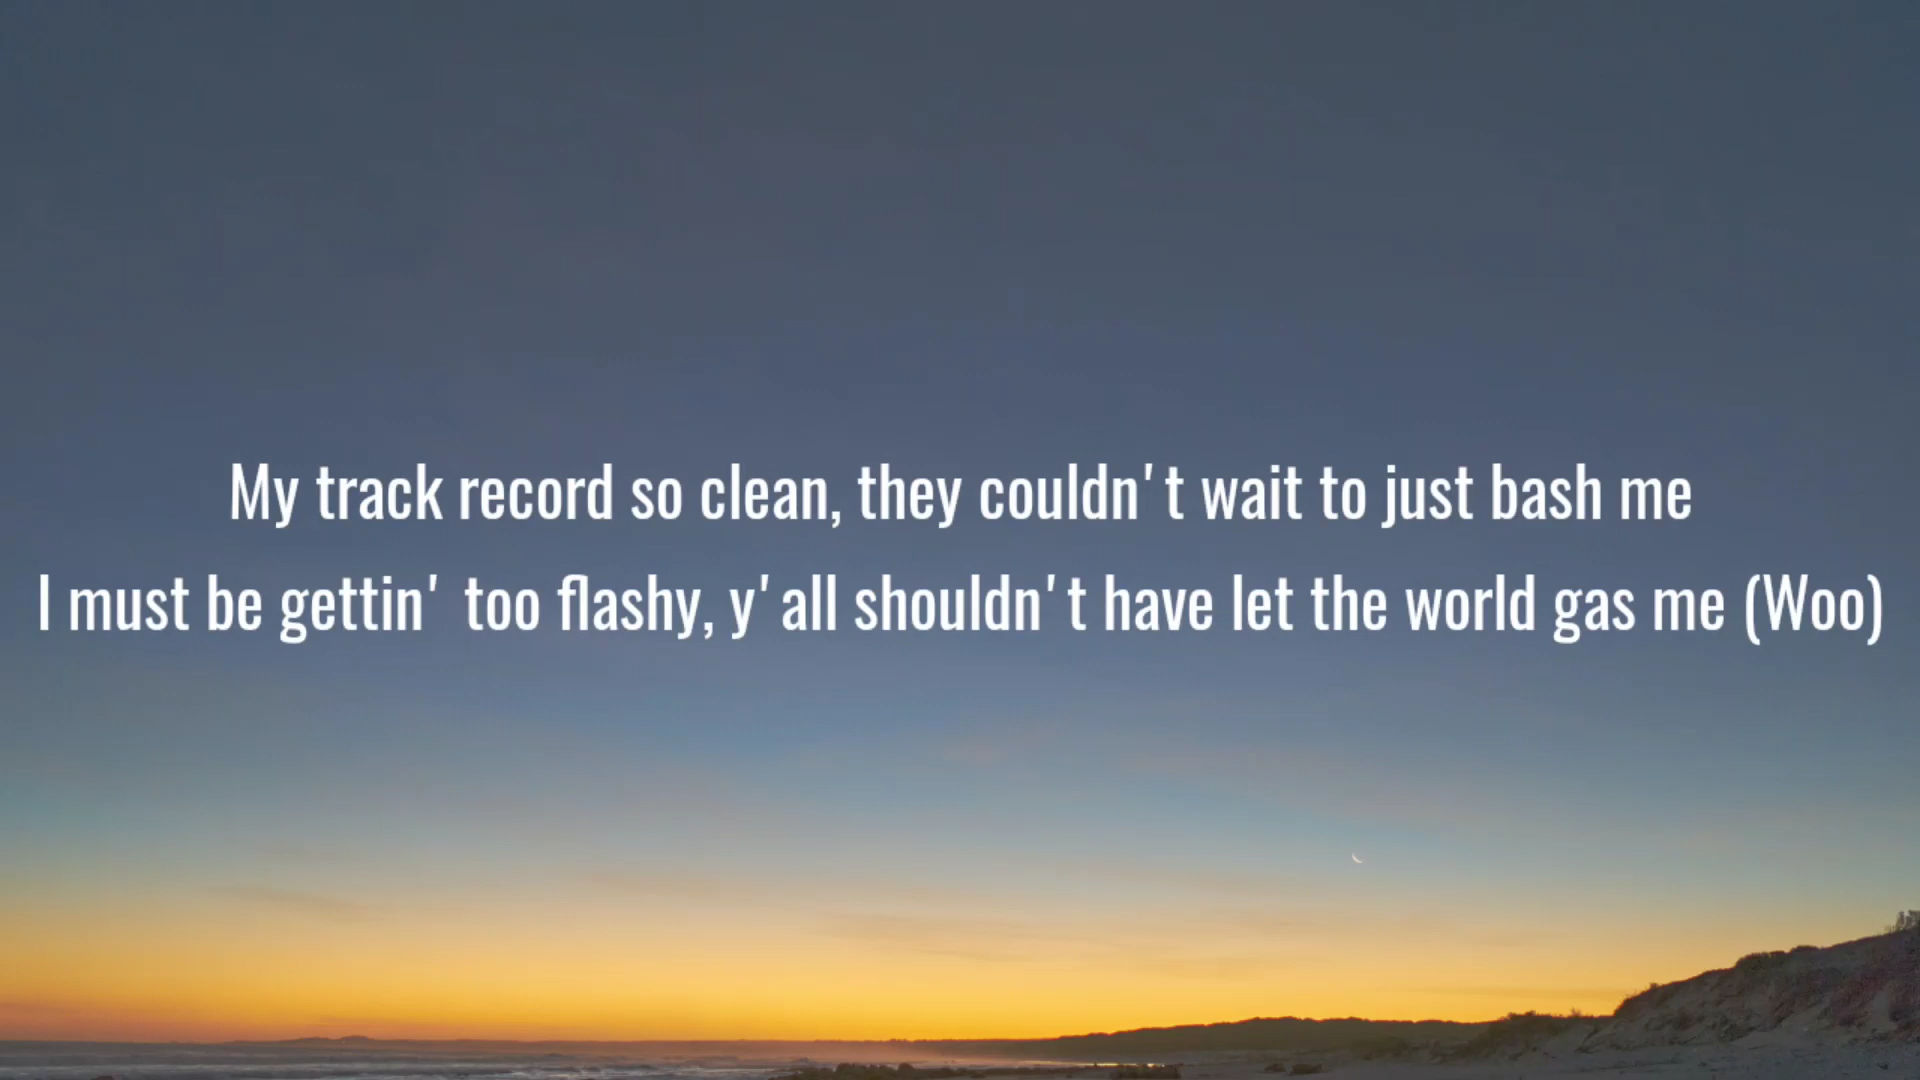 My track record so clean, they couldn't wait to just bash me
I must be gettin' too flashy, y'all shouldn't have let the world gas me (Woo)